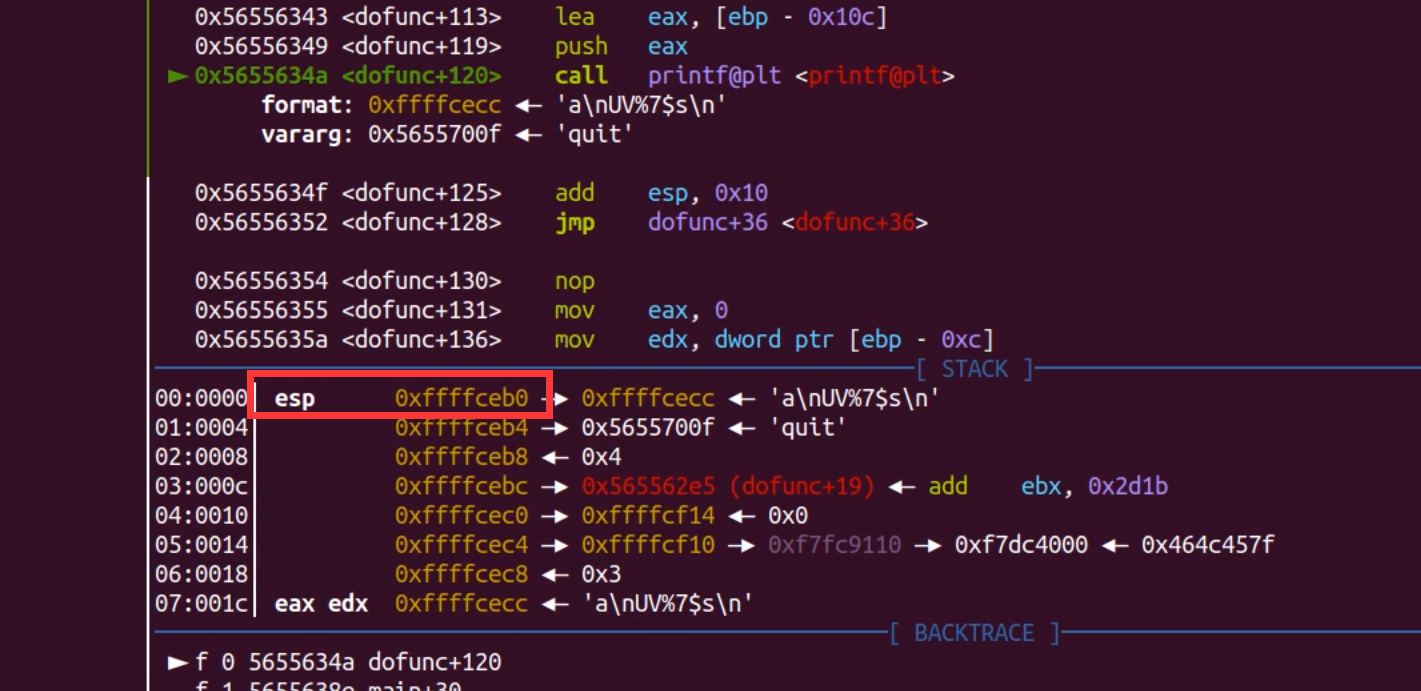 0x56556343 <dofunc+113> lea eax, [ebp - 0x10c]
0x56556349 <dofunc+119> push eax
► 0x5655634a <dofunc+120> call printf@plt <printf@plt>
format: 0xffffcecc ◄— 'a\nUV%7$s\n'
vararg: 0x5655700f ◄— 'quit'
0x5655634f <dofunc+125> add esp, 0x10
0x56556352 <dofunc+128> jmp dofunc+36 <dofunc+36>
0x56556354 <dofunc+130> nop
0x56556355 <dofunc+131> mov eax, 0
0x5655635a <dofunc+136> mov edx, dword ptr [ebp - 0xc]
[ STACK ]
00:0000│ esp 0xffffceb0 —► 0xffffcecc ◄— 'a\nUV%7$s\n'
01:0004│ 0xffffceb4 —► 0x5655700f ◄— 'quit'
02:0008│ 0xffffceb8 ◄— 0x4
03:000c│ 0xffffcebc —► 0x565562e5 (dofunc+19) ◄— add ebx, 0x2d1b
04:0010│ 0xffffcec0 —► 0xffffcf14 ◄— 0x0
05:0014│ 0xffffcec4 —► 0xffffcf10 —► 0xf7fc9110 —► 0xf7dc4000 ◄— 0x464c457f
06:0018│ 0xffffcec8 ◄— 0x3
07:001c│ eax edx 0xffffcecc ◄— 'a\nUV%7$s\n'
[ BACKTRACE ]
► f 0 5655634a dofunc+120
f 1 5655638e main+30